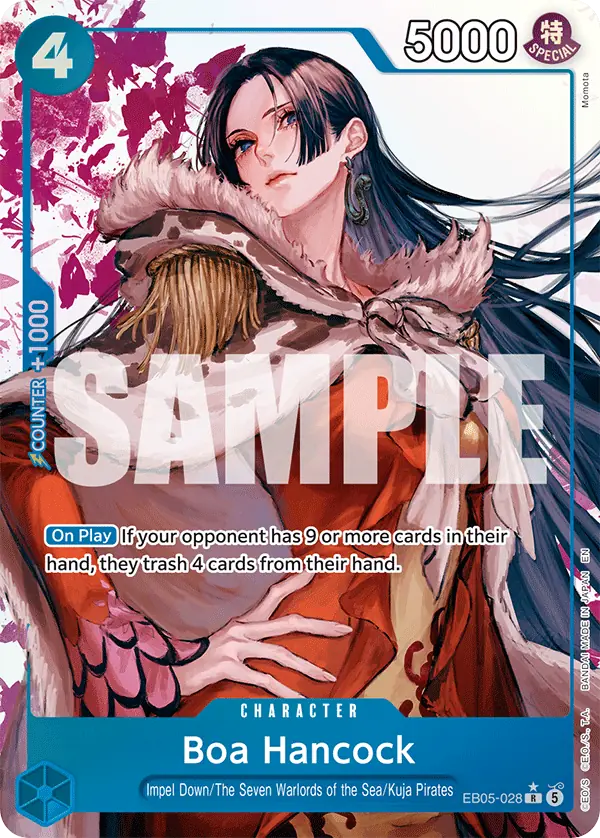 4
5000
特
SPECIAL
Momota
COUNTER +1000
SAMPLE
On Play If your opponent has 9 or more cards in their
hand, they trash 4 cards from their hand.
CHARACTER
Boa Hancock
Impel Down/The Seven Warlords of the Sea/Kuja Pirates
EB05-028 R 5
©E.O./S., T.A. BANDAI MADE IN JAPAN EN